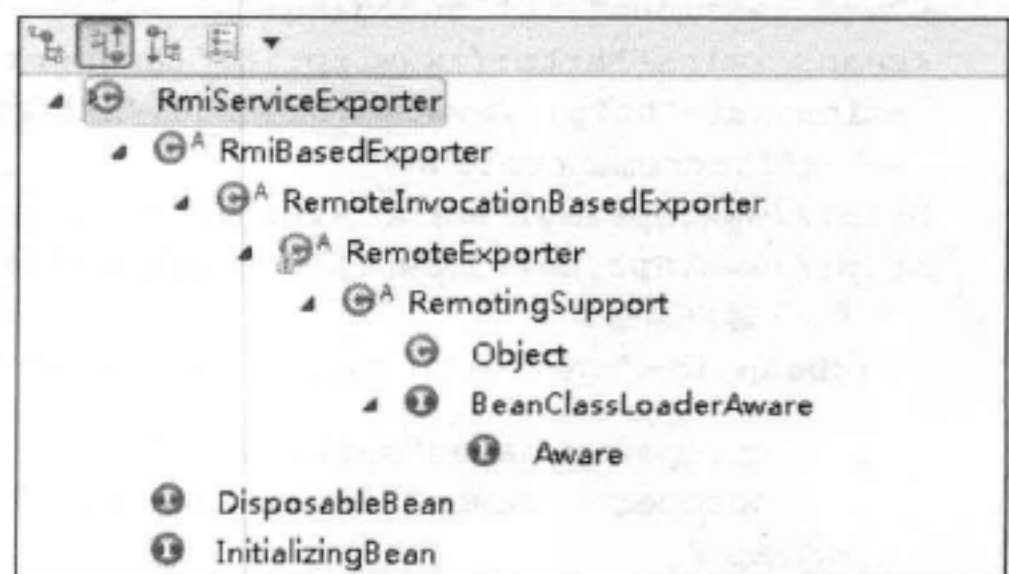 RmiServiceExporter
A RmiBasedExporter
A RemoteInvocationBasedExporter
A RemoteExporter
A RemotingSupport
Object
BeanClassLoaderAware
Aware
DisposableBean
InitializingBean